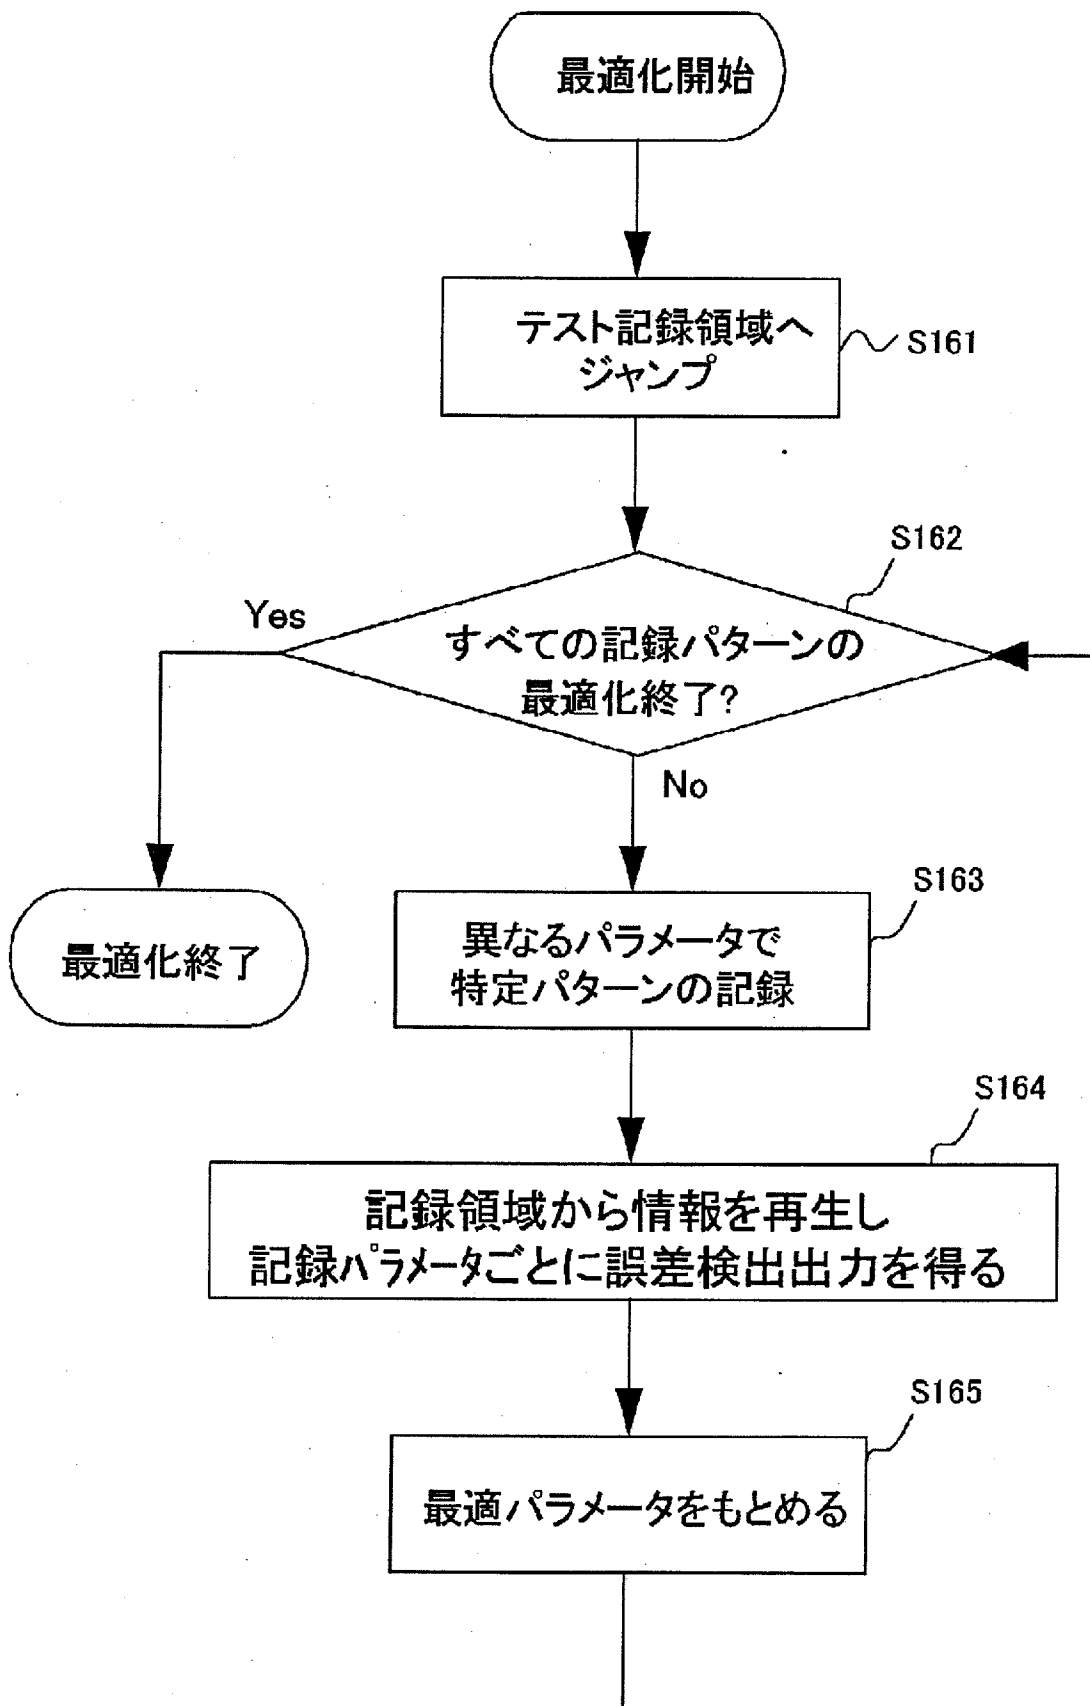 最適化開始
テスト記録領域へ
ジャンプ
S161
S162
Yes
すべての記録パターンの
最適化終了?
No
最適化終了
S163
異なるパラメータで
特定パターンの記録
S164
記録領域から情報を再生し
記録パラメータごとに誤差検出出力を得る
S165
最適パラメータをもとめる